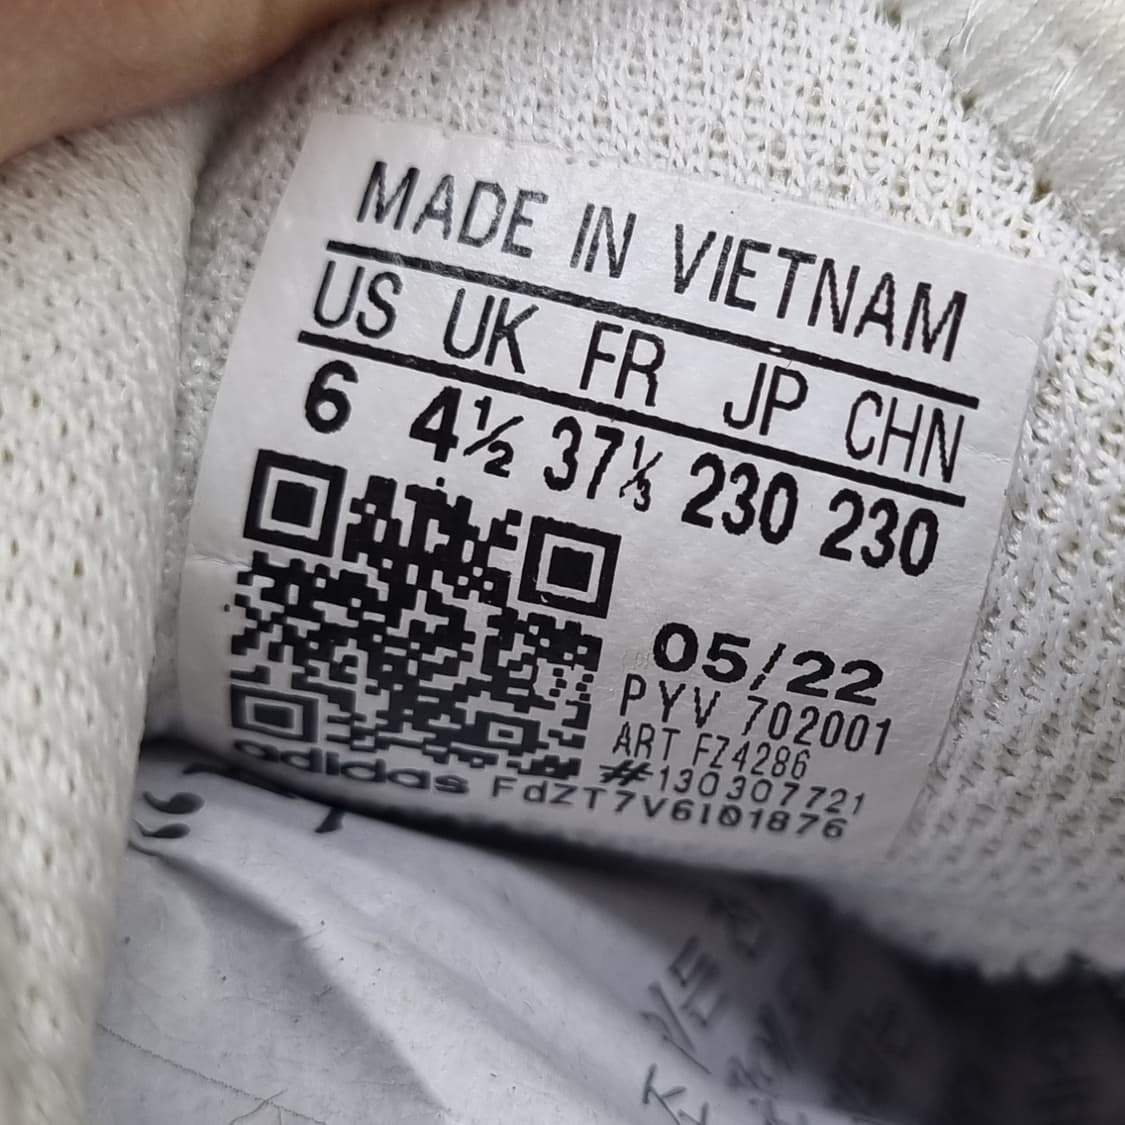 MADE IN VIETNAM
US UK FR JP CHN
6 4½ 37⅓ 230 230
05/22
PYV 702001
ART FZ4286
#130307721
adidas FdZT7V6I01876